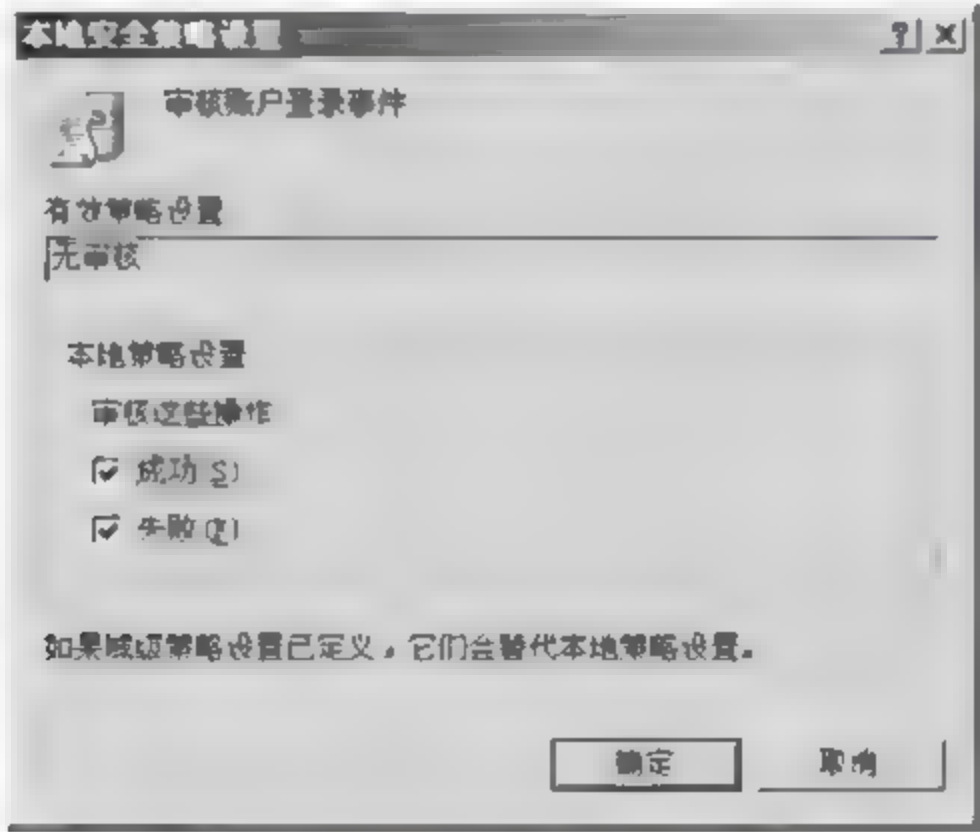 本地安全策略设置
审核账户登录事件
有效策略设置
无审核
本地策略设置
审核这些操作
成功(S)
失败(F)
如果域级策略设置已定义，它们会替代本地策略设置。
确定
取消